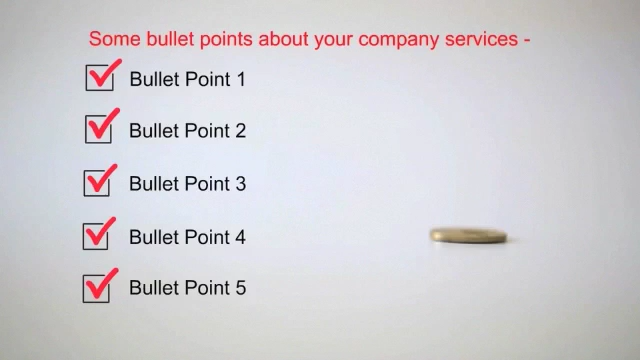 Some bullet points about your company services -
Bullet Point 1
Bullet Point 2
Bullet Point 3
Bullet Point 4
Bullet Point 5